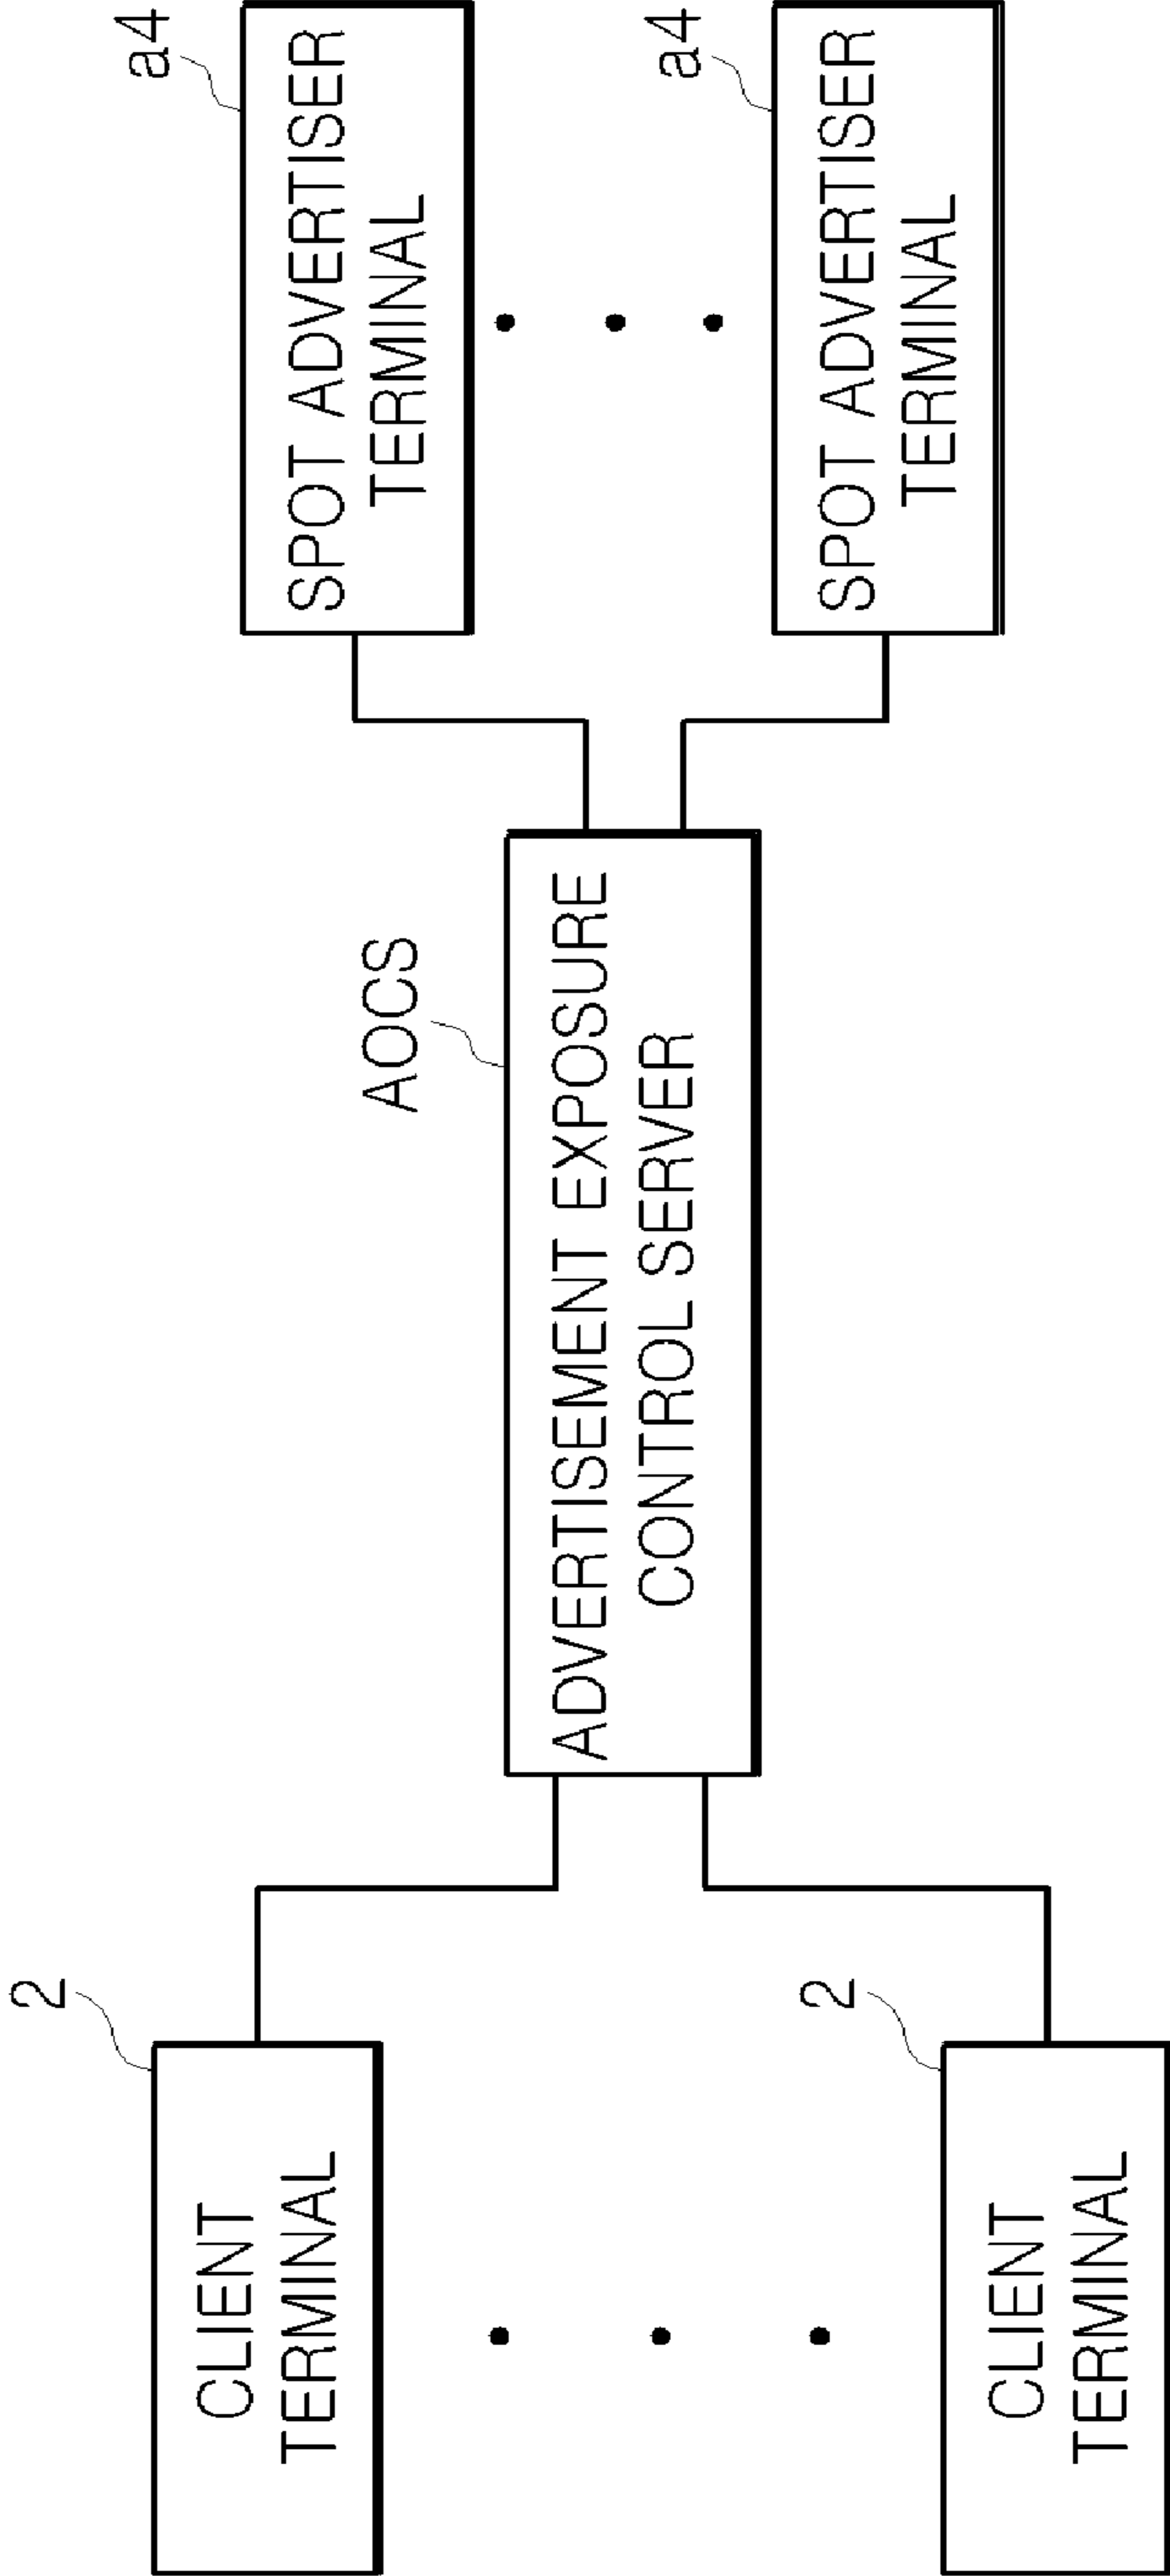 2
CLIENT
TERMINAL
2
CLIENT
TERMINAL
AOCS
ADVERTISEMENT EXPOSURE
CONTROL SERVER
a4
SPOT ADVERTISER
TERMINAL
a4
SPOT ADVERTISER
TERMINAL